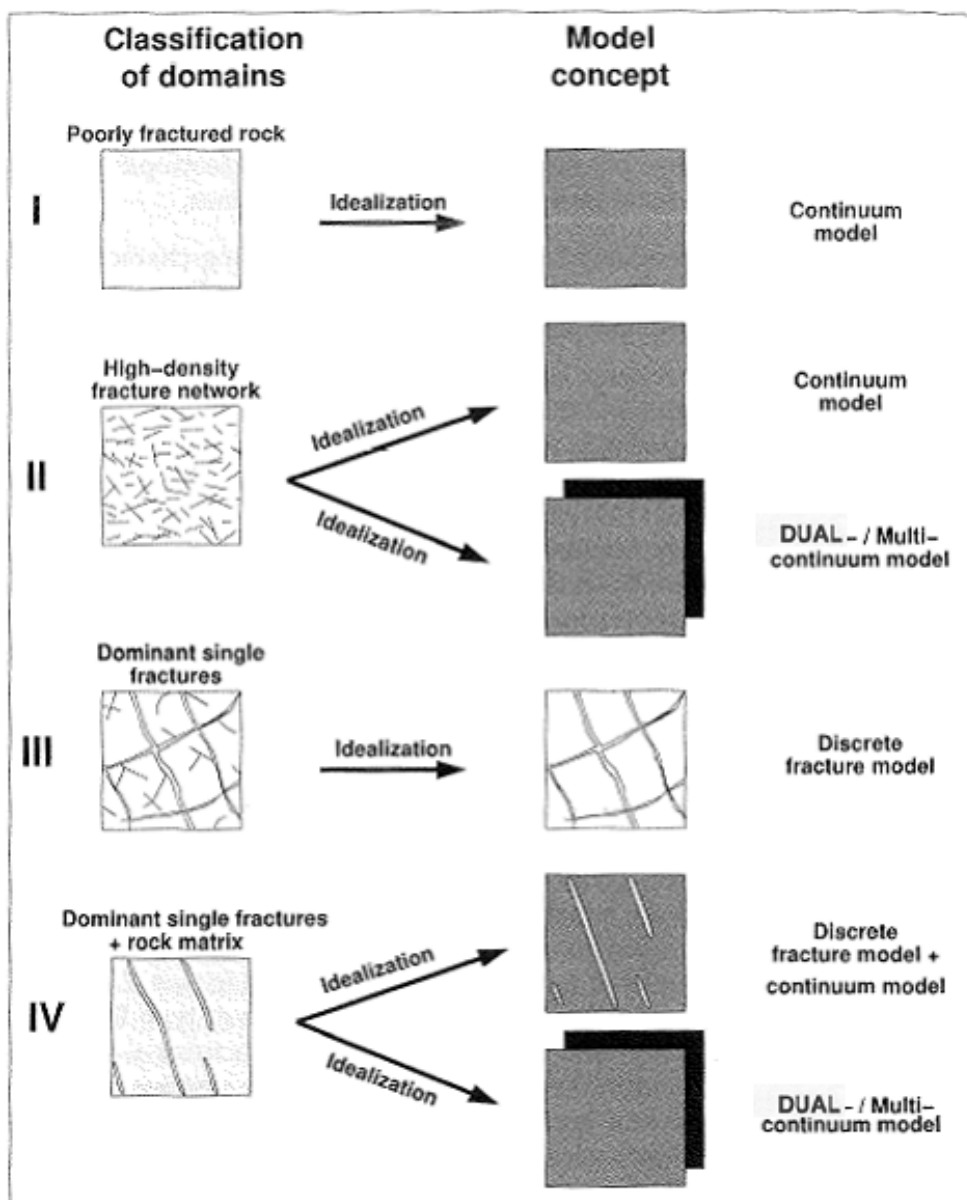 Classification
of domains
Model
concept
I
Poorly fractured rock
Idealization
Continuum
model
II
High-density
fracture network
Idealization
Continuum
model
Idealization
DUAL - / Multi-
continuum model
III
Dominant single
fractures
Idealization
Discrete
fracture model
IV
Dominant single fractures
+ rock matrix
Idealization
Discrete
fracture model +
continuum model
Idealization
DUAL - / Multi-
continuum model